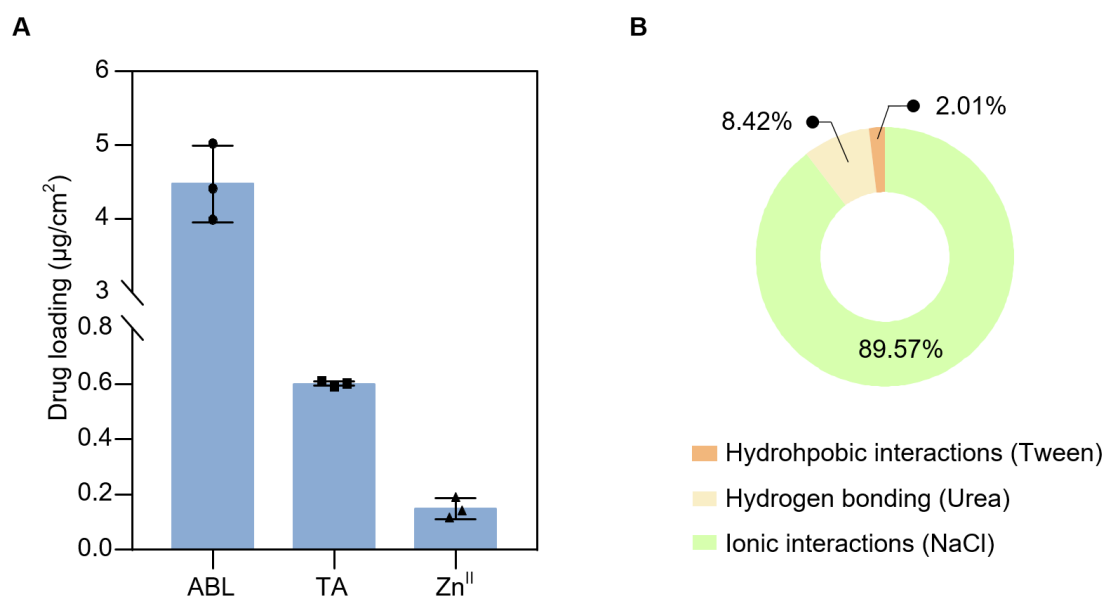 A
B
Drug loading (µg/cm²)
6
5
4
3
0.8
0.6
0.4
0.2
0.0
ABL TA Znᴵᴵ
8.42%
2.01%
89.57%
Hydrohpobic interactions (Tween)
Hydrogen bonding (Urea)
Ionic interactions (NaCl)